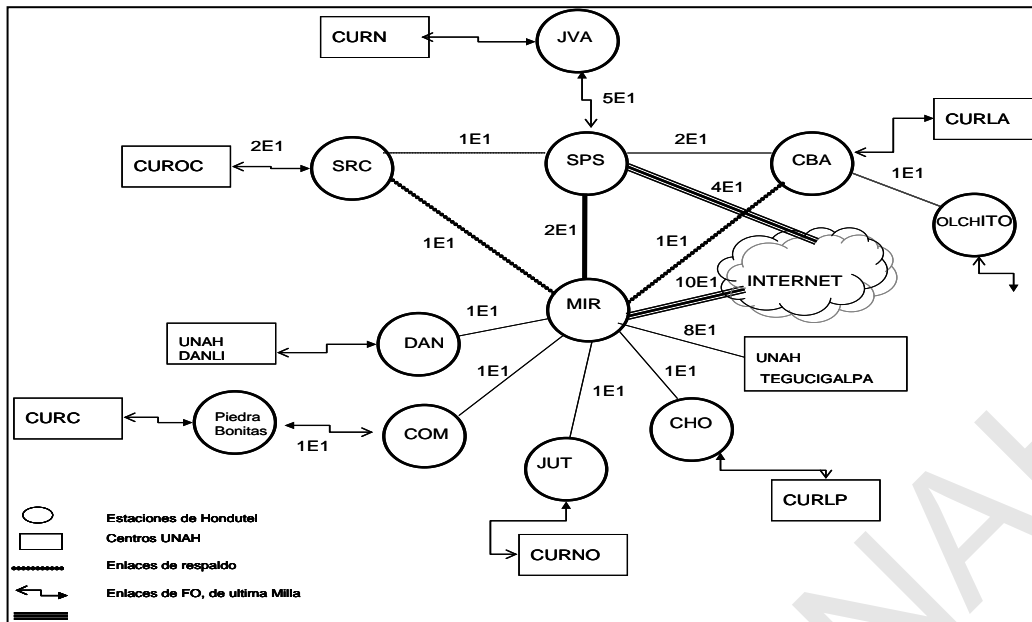 CURN
JVA
5E1
CURLA
1E1
2E1
CUROC
2E1
SRC
SPS
CBA
4E1
1E1
OLCHITO
1E1
2E1
1E1
INTERNET
10E1
MIR
1E1
8E1
UNAH
DANLI
DAN
UNAH
TEGUCIGALPA
1E1
1E1
1E1
CURC
Piedra
Bonitas
1E1
COM
CHO
JUT
CURLP
CURNO
Estaciones de Hondutel
Centros UNAH
Enlaces de respaldo
Enlaces de FO, de ultima Milla
UNAH